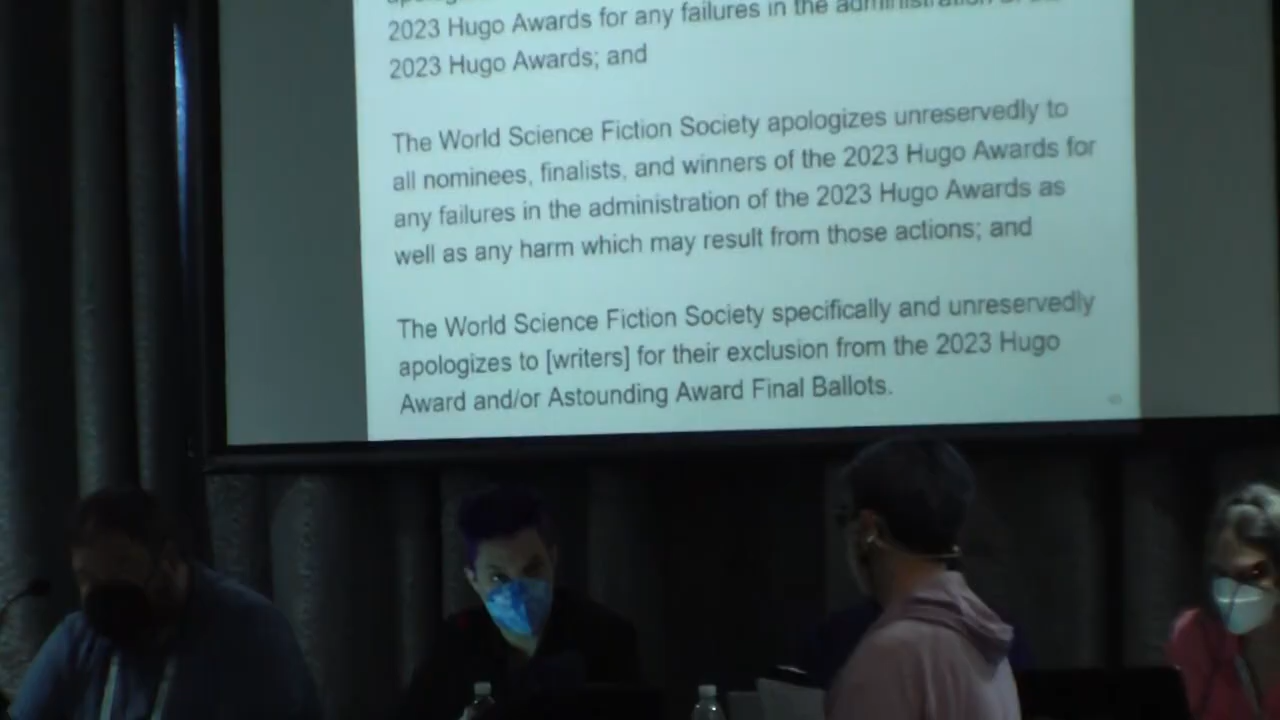 2023 Hugo Awards for any failures in the administration
2023 Hugo Awards; and
The World Science Fiction Society apologizes unreservedly to
all nominees, finalists, and winners of the 2023 Hugo Awards for
any failures in the administration of the 2023 Hugo Awards as
well as any harm which may result from those actions; and
The World Science Fiction Society specifically and unreservedly
apologizes to [writers] for their exclusion from the 2023 Hugo
Award and/or Astounding Award Final Ballots.